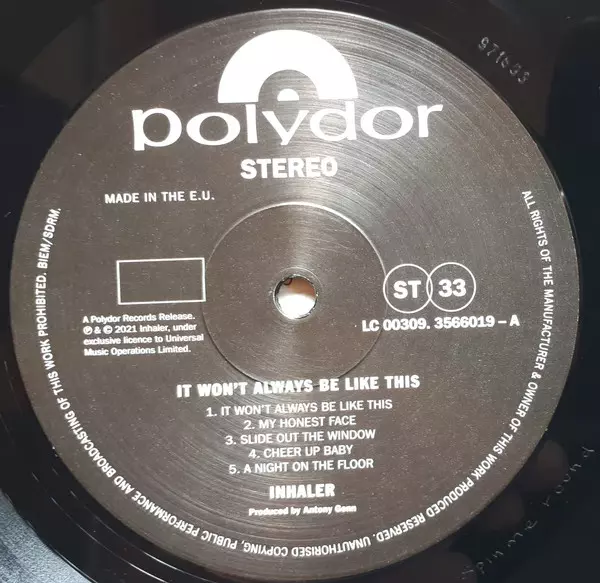 971533
polydor
STEREO
MADE IN THE E.U.
ST 33
LC 00309. 3566019 – A
A Polydor Records Release.
℗ & © 2021 Inhaler, under
exclusive licence to Universal
Music Operations Limited.
IT WON'T ALWAYS BE LIKE THIS
1. IT WON'T ALWAYS BE LIKE THIS
2. MY HONEST FACE
3. SLIDE OUT THE WINDOW
4. CHEER UP BABY
5. A NIGHT ON THE FLOOR
INHALER
Produced by Antony Genn
ALL RIGHTS OF THE MANUFACTURER & OWNER OF THIS WORK PRODUCED RESERVED. UNAUTHORISED COPYING, PUBLIC PERFORMANCE AND BROADCASTING OF THIS WORK PROHIBITED. BIEM/SDRM.
spin me round